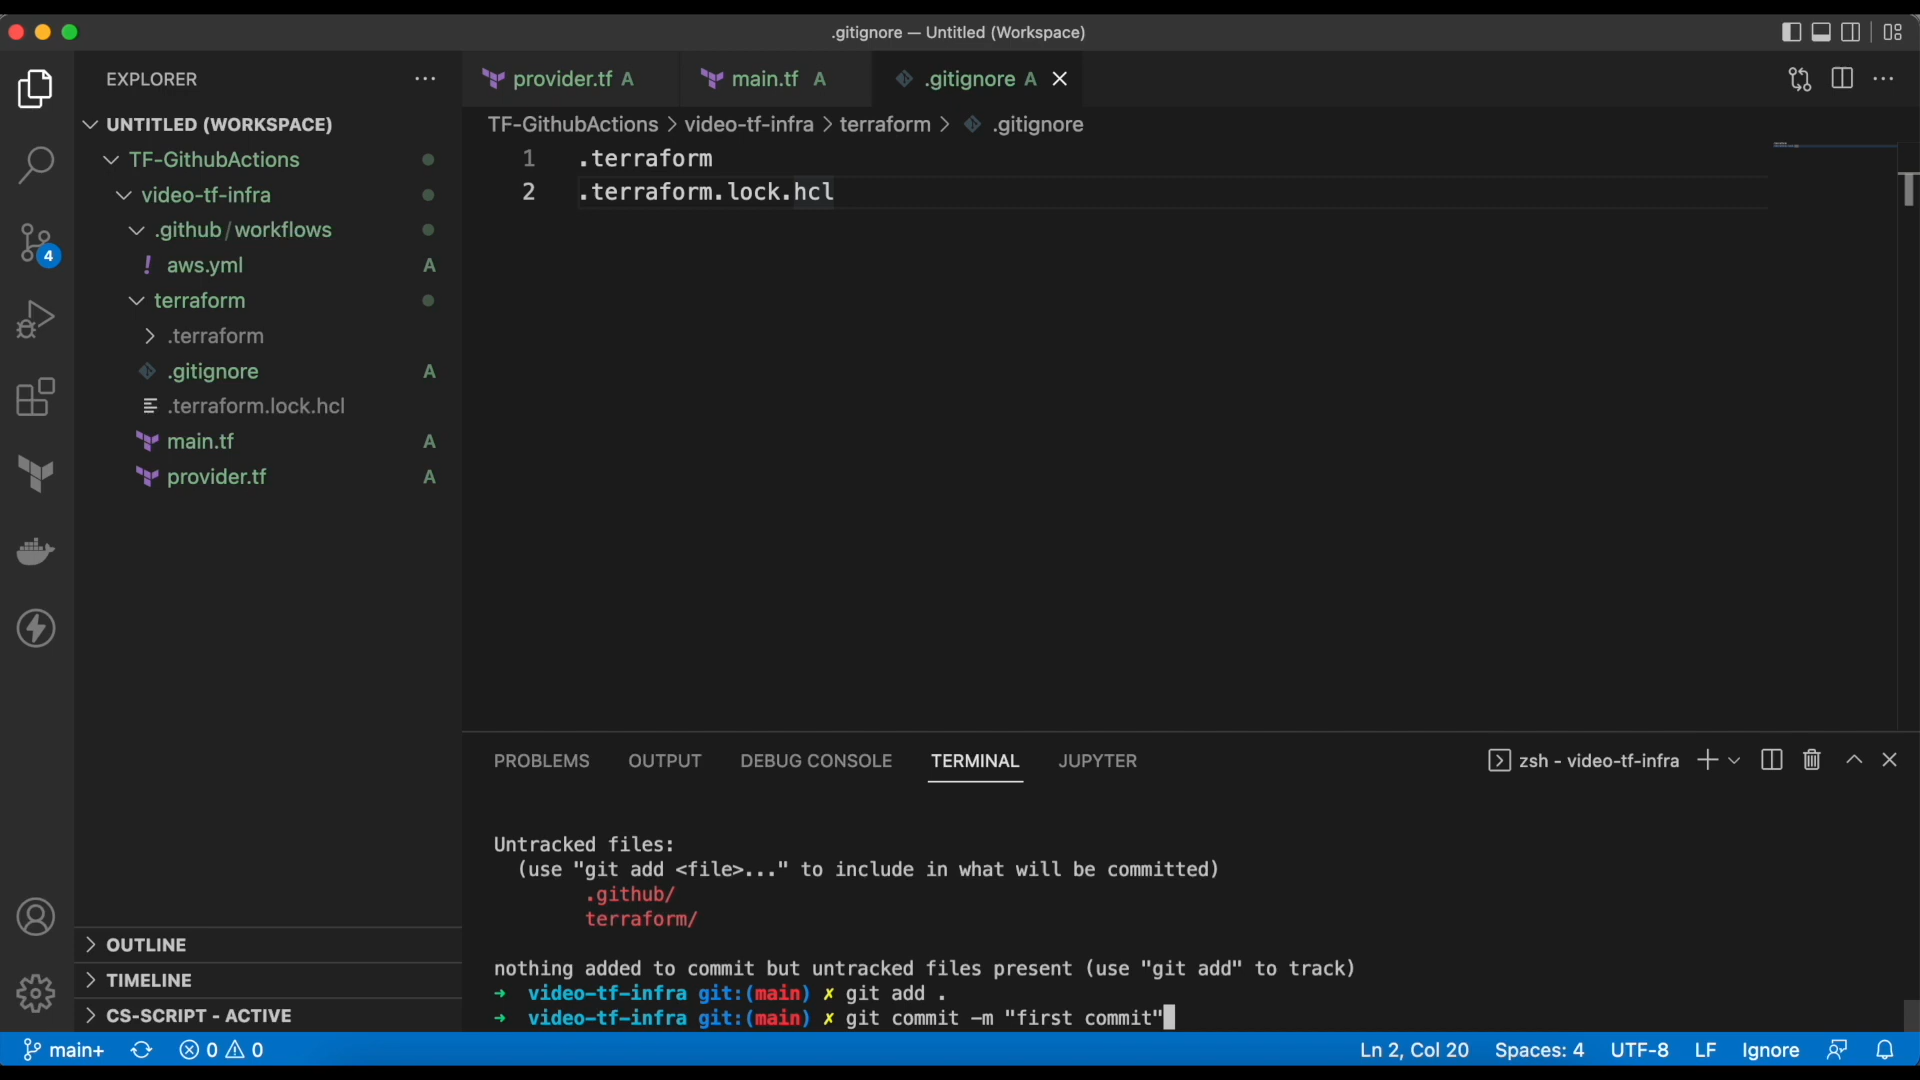 .gitignore — Untitled (Workspace)
EXPLORER
UNTITLED (WORKSPACE)
TF-GithubActions
video-tf-infra
.github/workflows
! aws.yml A
terraform
.terraform
.gitignore A
.terraform.lock.hcl
main.tf A
provider.tf A
4
OUTLINE
TIMELINE
CS-SCRIPT - ACTIVE
provider.tf A main.tf A .gitignore A
TF-GithubActions > video-tf-infra > terraform > .gitignore
1 .terraform
2 .terraform.lock.hcl
PROBLEMS OUTPUT DEBUG CONSOLE TERMINAL JUPYTER zsh - video-tf-infra
Untracked files:
(use "git add <file>..." to include in what will be committed)
.github/
terraform/
nothing added to commit but untracked files present (use "git add" to track)
➜ video-tf-infra git:(main) ✗ git add .
➜ video-tf-infra git:(main) ✗ git commit -m "first commit"
main+ 0 0 Ln 2, Col 20 Spaces: 4 UTF-8 LF Ignore